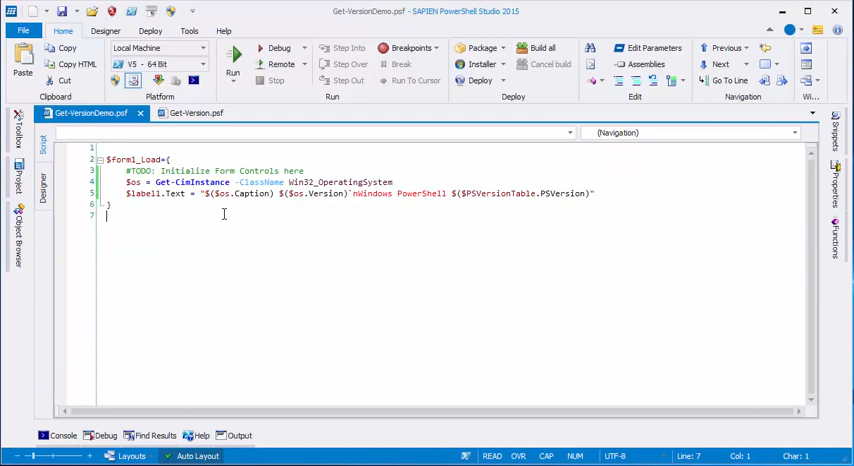 Get-VersionDemo.psf - SAPIEN PowerShell Studio 2015
File Home Designer Deploy Tools Help
Paste
Copy
Copy HTML
Cut
Clipboard
Local Machine
V5 - 64 Bit
Platform
Run
Debug
Remote
Stop
Step Into
Step Over
Step Out
Breakpoints
Break
Run To Cursor
Run
Package
Installer
Deploy
Build all
Cancel build
Deploy
Edit Parameters
Assemblies
Edit
Previous
Next
Go To Line
Navigation
Wi...
Get-VersionDemo.psf Get-Version.psf
(Navigation)
Toolbox
Project
Object Browser
Script
Designer
Snippets
Properties
Functions
1
2 $form1_Load={
3 #TODO: Initialize Form Controls here
4 $os = Get-CimInstance -ClassName Win32_OperatingSystem
5 $label1.Text = "$($os.Caption) $($os.Version)`nWindows PowerShell $($PSVersionTable.PSVersion)"
6 }
7
Console Debug Find Results Help Output
Layouts Auto Layout READ OVR CAP NUM UTF-8 Line: 7 Col: 1 Char: 1